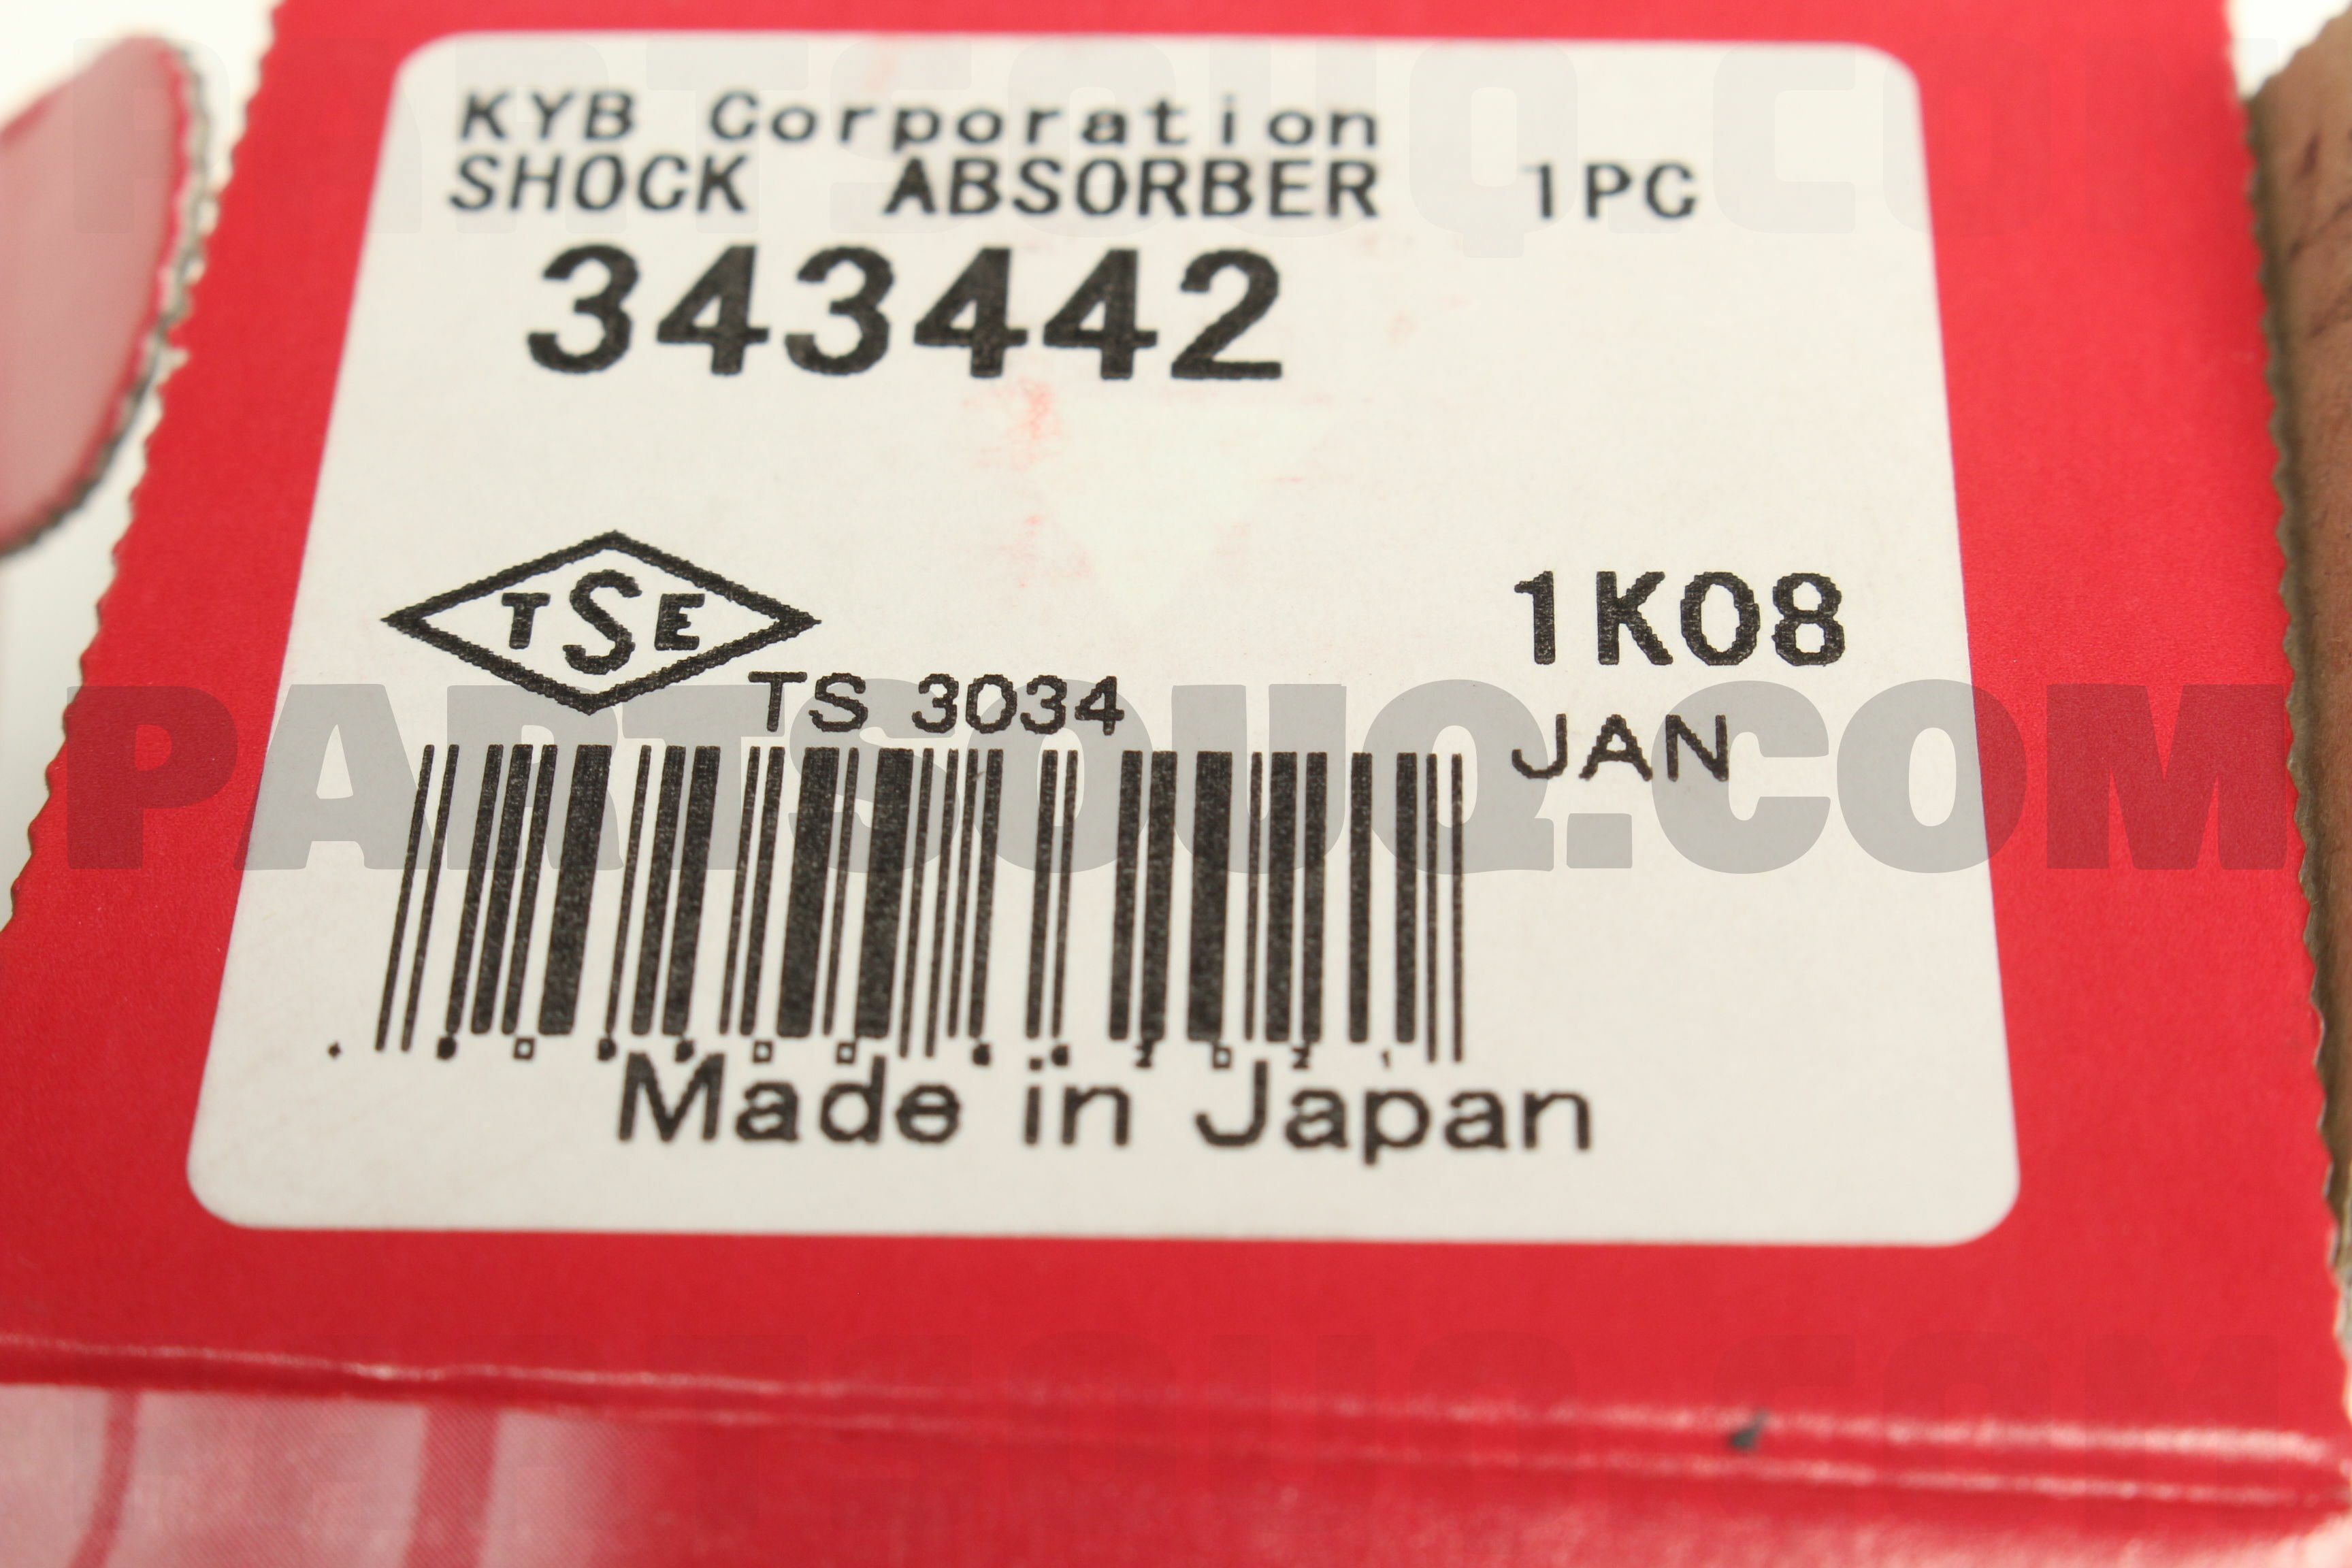 KYB Corporation
SHOCK ABSORBER 1PC
343442
TSE
1K08
TS 3034
JAN
PARTSOUQ.COM
Made in Japan